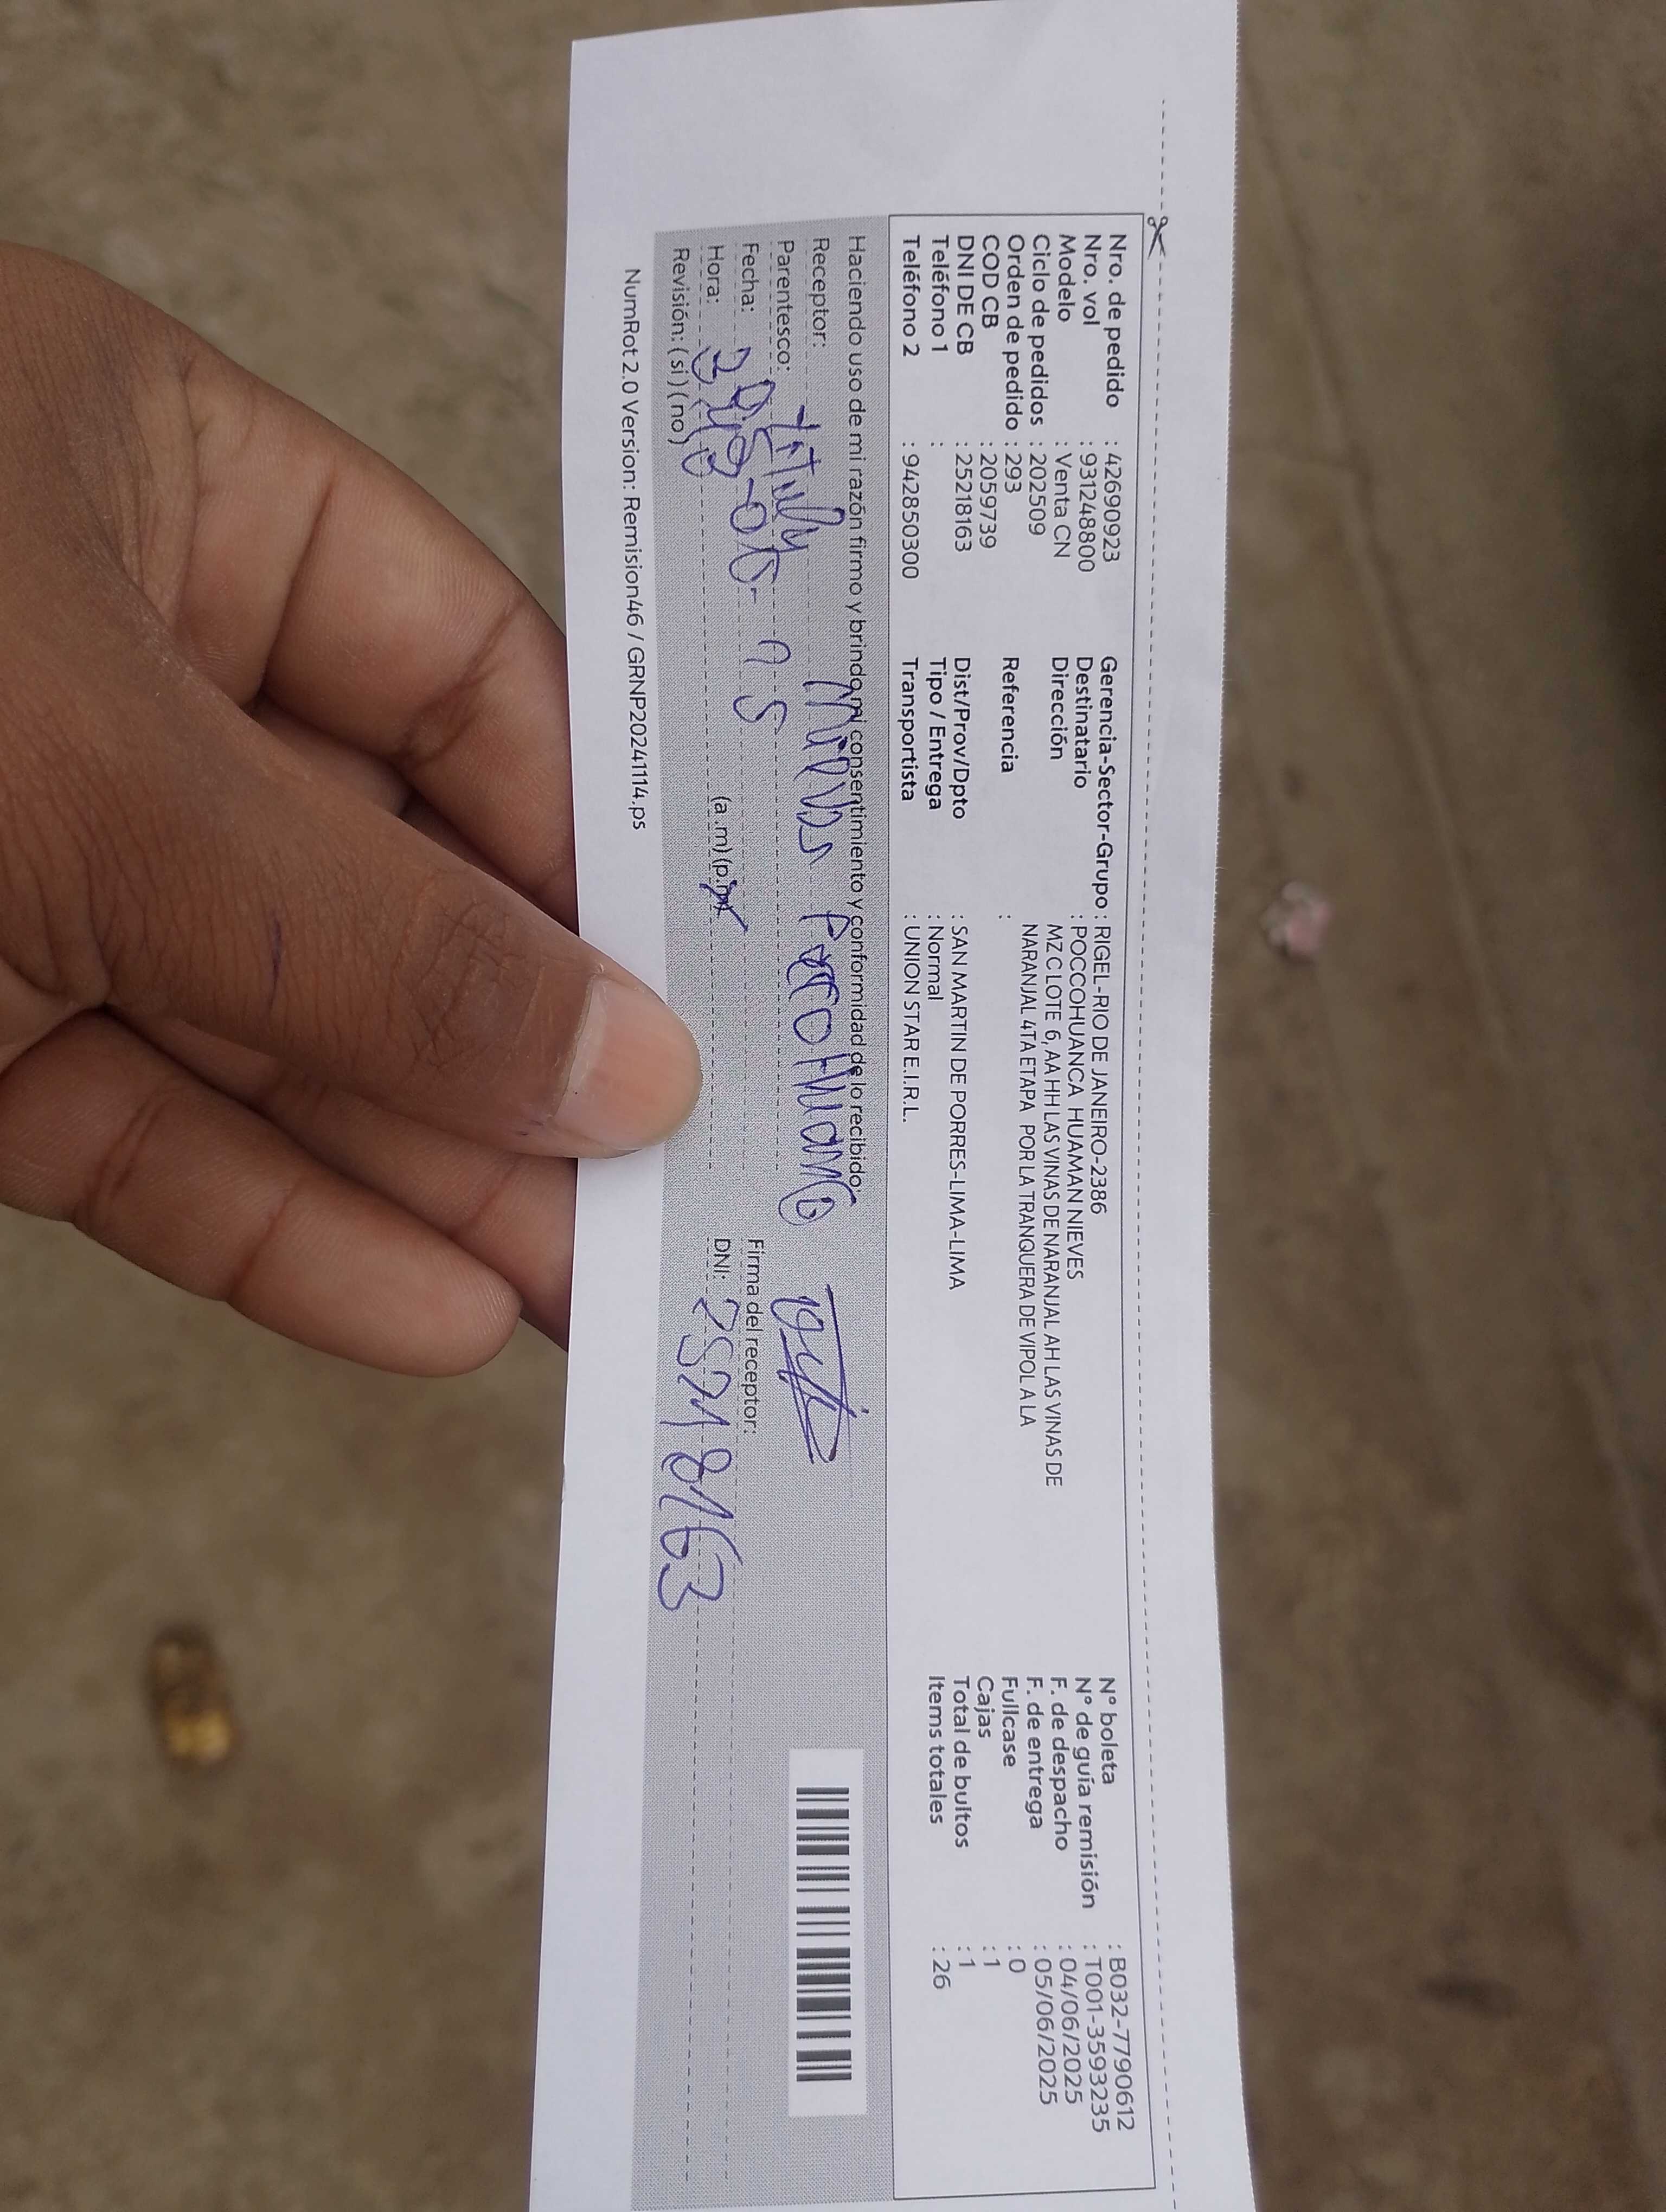 Nro. de pedido : 42690923
Nro. vol : 931248800
Modelo : Venta CN
Ciclo de pedidos : 202509
Orden de pedido : 293
COD CB : 2059739
DNI DE CB : 25218163
Teléfono 1 :
Teléfono 2 : 942850300
Gerencia-Sector-Grupo : RIGEL-RIO DE JANEIRO-2386
Destinatario : POCCOHUANCA HUAMAN NIEVES
Dirección MZ C LOTE 6, AA HH LAS VINAS DE NARANJAL AH LAS VINAS DE
NARANJAL 4TA ETAPA POR LA TRANQUERA DE VIPOL A LA
Referencia :
Dist/Prov/Dpto : SAN MARTIN DE PORRES-LIMA-LIMA
Tipo / Entrega : Normal
Transportista : UNION STAR E.I.R.L.
N° boleta : B032-7790612
N° de guía remisión : T001-3593235
F. de despacho : 04/06/2025
F. de entrega : 05/06/2025
Fullcase : 0
Cajas : 1
Total de bultos : 1
Items totales : 26
Haciendo uso de mi razón firmo y brindo mi consentimiento y conformidad de lo recibido:
Receptor:
Parentesco:
Fecha:
Hora: (a.m) (p.m)
Revisión: (si) (no)
Firma del receptor:
DNI: 25218163
NumRot 2.0 Version: Remision46 / GRNP20241114.ps